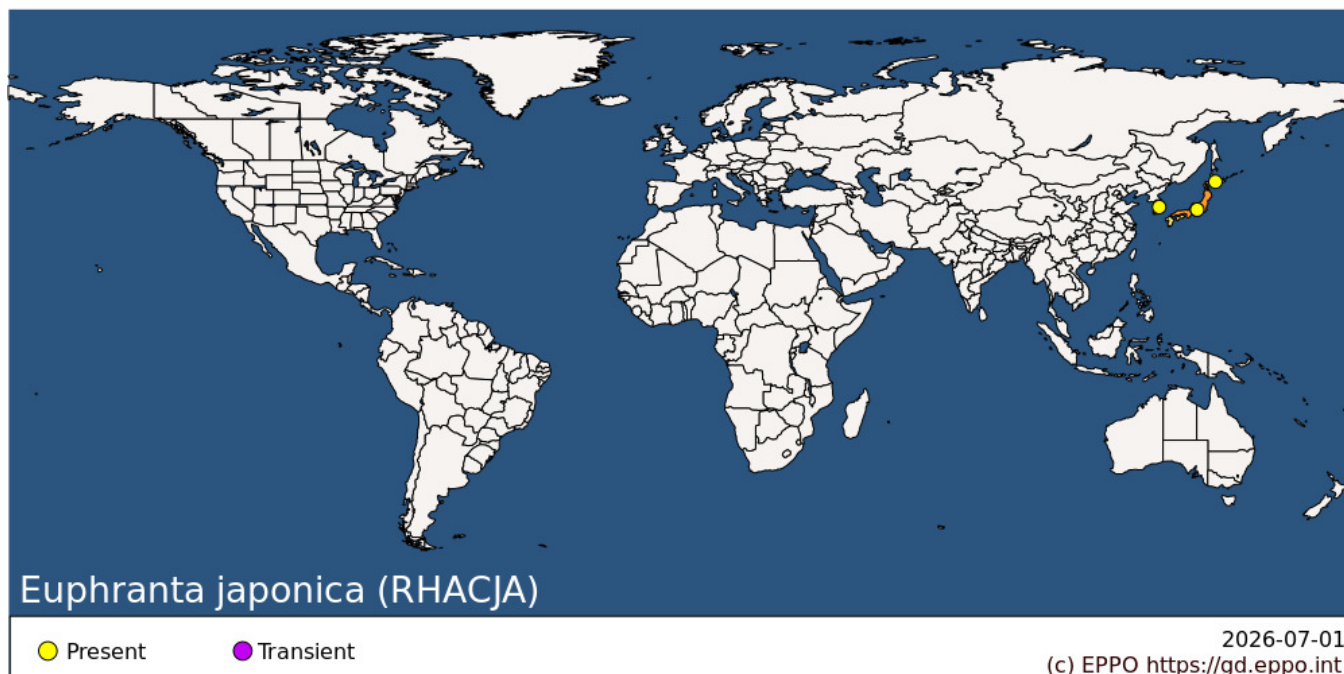 Euphranta japonica (RHACJA)
Present
Transient
2026-07-01
(c) EPPO https://gd.eppo.int